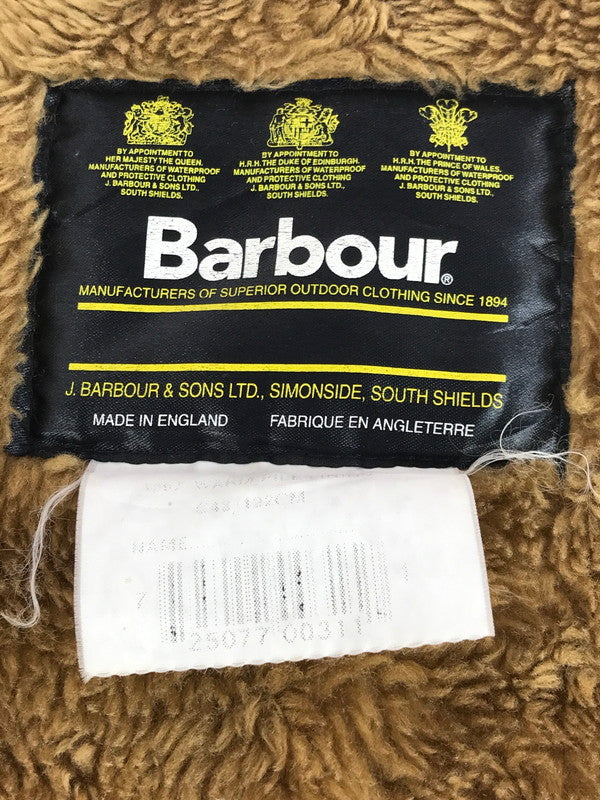 BY APPOINTMENT TO
HER MAJESTY THE QUEEN.
MANUFACTURERS OF WATERPROOF
AND PROTECTIVE CLOTHING
J. BARBOUR & SONS LTD.,
SOUTH SHIELDS.
BY APPOINTMENT TO
H.R.H. THE DUKE OF EDINBURGH.
MANUFACTURERS OF WATERPROOF
AND PROTECTIVE CLOTHING
J. BARBOUR & SONS LTD.,
SOUTH SHIELDS.
BY APPOINTMENT TO
H.R.H. THE PRINCE OF WALES.
MANUFACTURERS OF WATERPROOF
AND PROTECTIVE CLOTHING
J. BARBOUR & SONS LTD.,
SOUTH SHIELDS.
Barbour®
MANUFACTURERS OF SUPERIOR OUTDOOR CLOTHING SINCE 1894
J. BARBOUR & SONS LTD., SIMONSIDE, SOUTH SHIELDS
MADE IN ENGLAND FABRIQUE EN ANGLETERRE
NAME
25077 00311